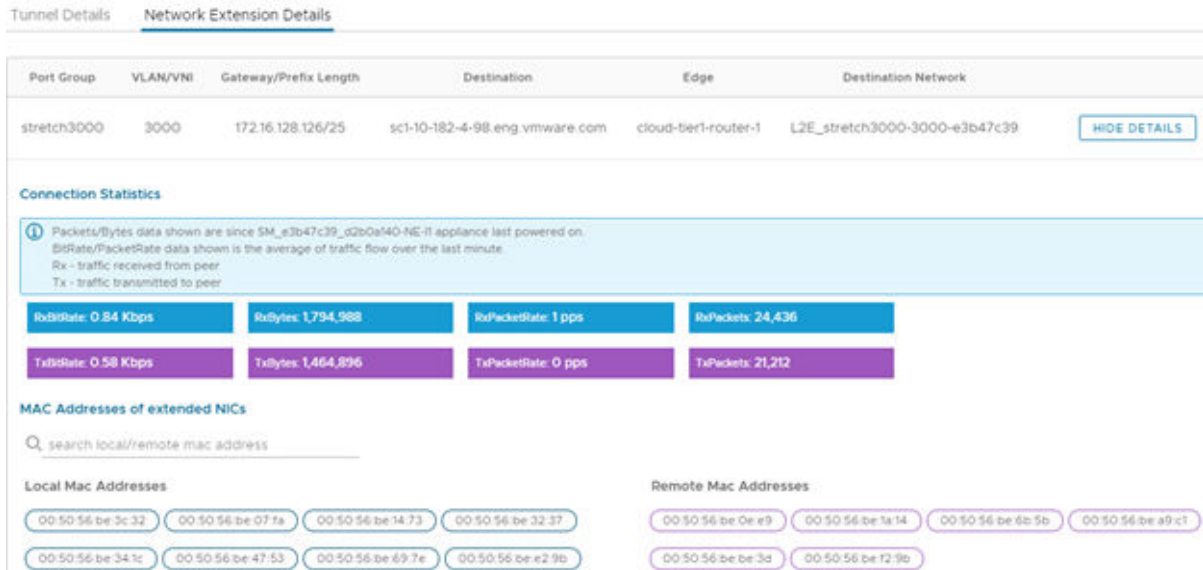 Tunnel Details Network Extension Details
Port Group VLAN/VNI Gateway/Prefix Length Destination Edge Destination Network
stretch3000 3000 172.16.128.126/25 sc1-10-182-4-98.eng.vmware.com cloud-tier1-router-1 L2E_stretch3000-3000-e3b47c39 HIDE DETAILS
Connection Statistics
Packets/Bytes data shown are since SM_e3b47c39_d2b0a140-NE-I1 appliance last powered on.
BitRate/PacketRate data shown is the average of traffic flow over the last minute.
Rx - traffic received from peer
Tx - traffic transmitted to peer
RxBitRate: 0.84 Kbps RxBytes: 1,794,988 RxPacketRate: 1 pps RxPackets: 24,436
TxBitRate: 0.58 Kbps TxBytes: 1,464,896 TxPacketRate: 0 pps TxPackets: 21,212
MAC Addresses of extended NICs
search local/remote mac address
Local Mac Addresses Remote Mac Addresses
00:50:56:be:3c:32 00:50:56:be:07:fa 00:50:56:be:14:73 00:50:56:be:32:37 00:50:56:be:0e:e9 00:50:56:be:1a:14 00:50:56:be:6b:5b 00:50:56:be:a9:c1
00:50:56:be:34:1c 00:50:56:be:47:53 00:50:56:be:69:7e 00:50:56:be:e2:9b 00:50:56:be:be:3d 00:50:56:be:f2:9b